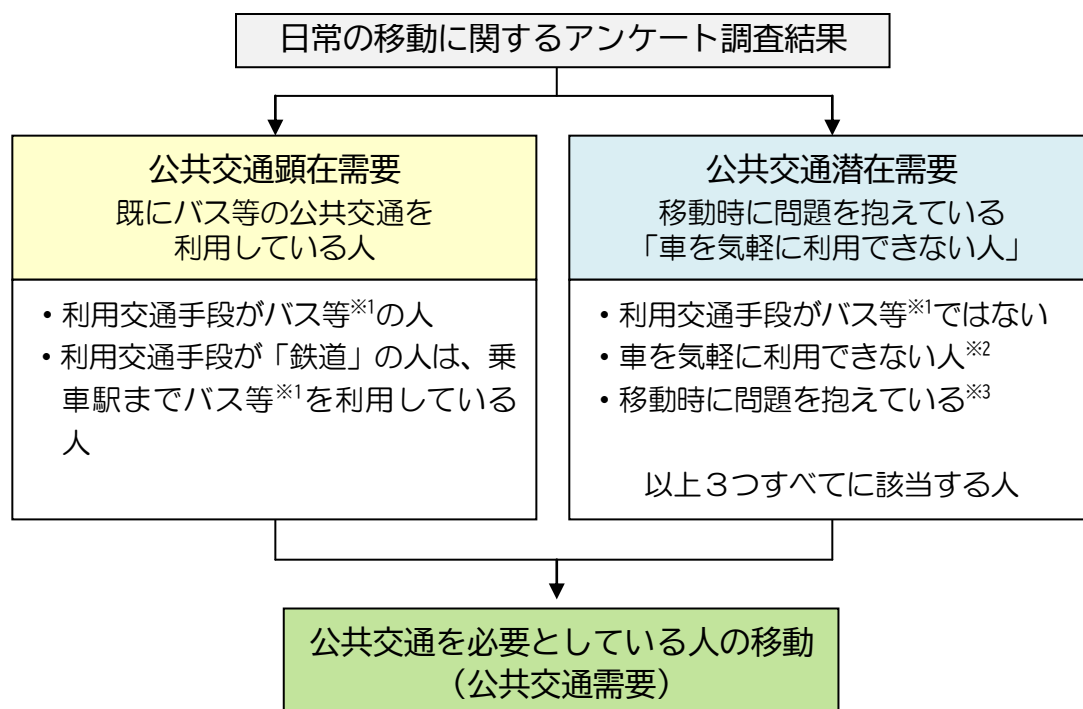 日常の移動に関するアンケート調査結果
公共交通顕在需要
既にバス等の公共交通を
利用している人
・利用交通手段がバス等※1の人
・利用交通手段が「鉄道」の人は、乗
車駅までバス等※1を利用している
人
公共交通潜在需要
移動時に問題を抱えている
「車を気軽に利用できない人」
・利用交通手段がバス等※1ではない
・車を気軽に利用できない人※2
・移動時に問題を抱えている※3
以上３つすべてに該当する人
公共交通を必要としている人の移動
（公共交通需要）